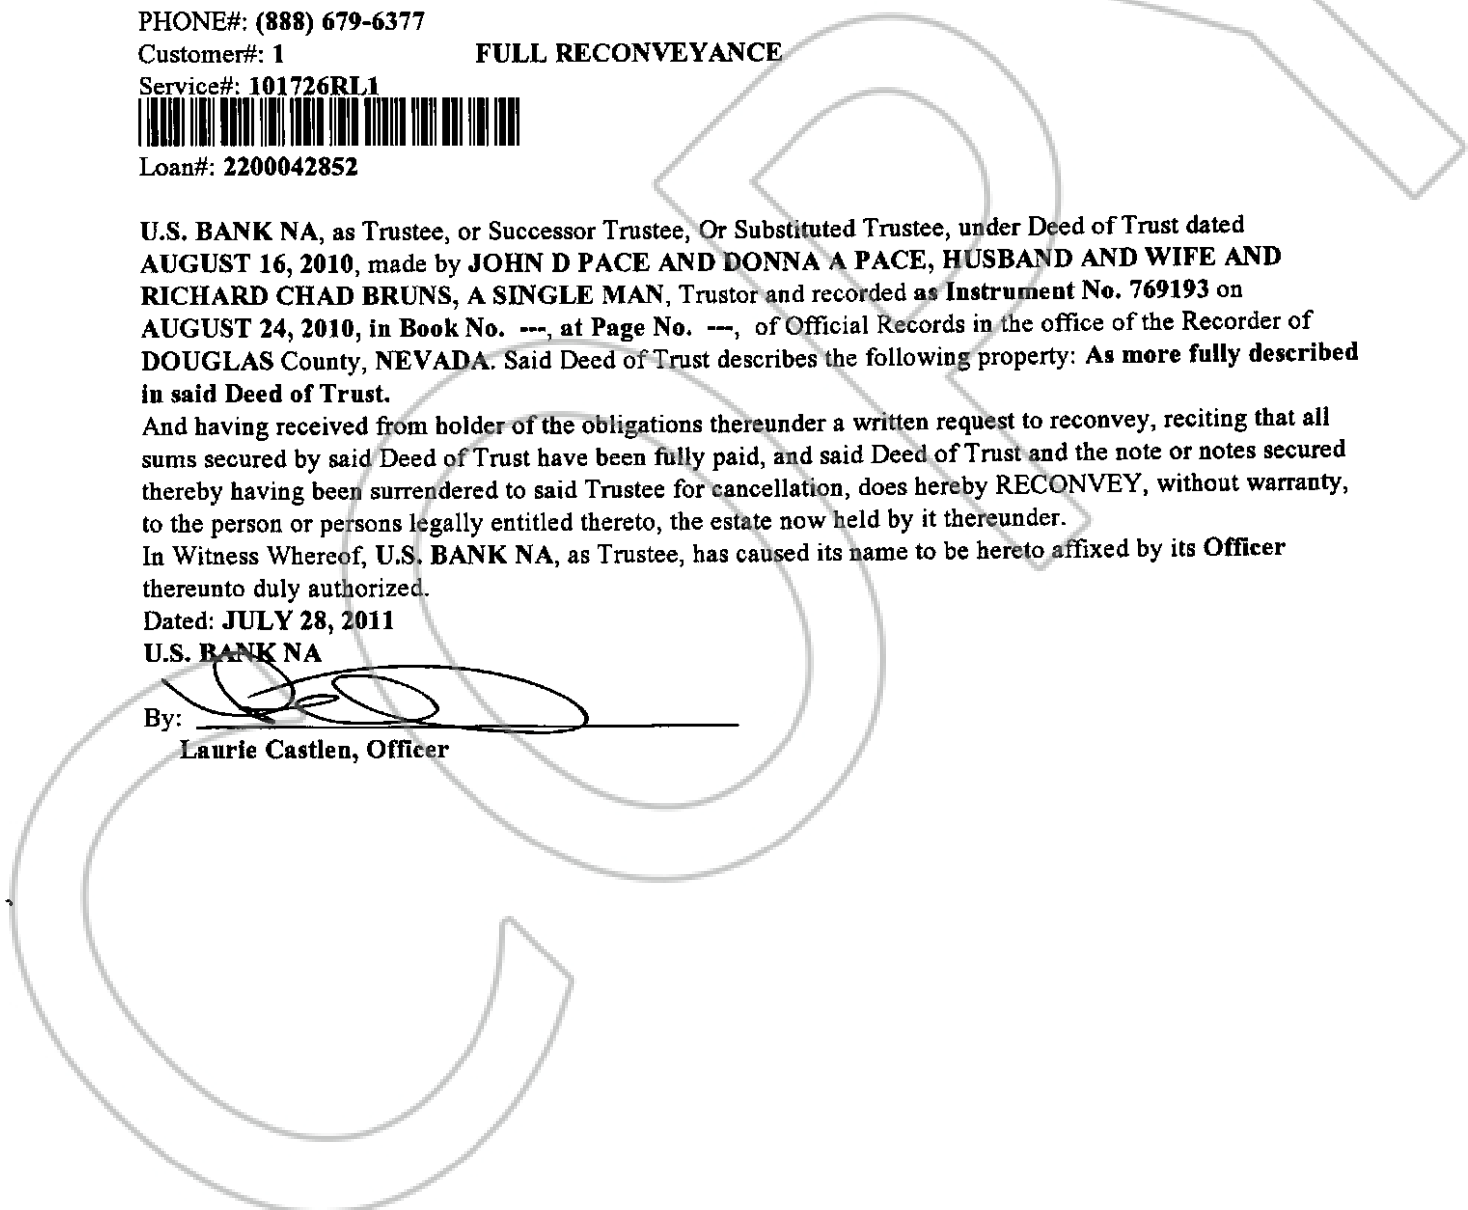 PHONE#: (888) 679-6377
Customer#: 1 FULL RECONVEYANCE
Service#: 101726RL1
Loan#: 2200042852
U.S. BANK NA, as Trustee, or Successor Trustee, Or Substituted Trustee, under Deed of Trust dated
AUGUST 16, 2010, made by JOHN D PACE AND DONNA A PACE, HUSBAND AND WIFE AND
RICHARD CHAD BRUNS, A SINGLE MAN, Trustor and recorded as Instrument No. 769193 on
AUGUST 24, 2010, in Book No. ---, at Page No. ---, of Official Records in the office of the Recorder of
DOUGLAS County, NEVADA. Said Deed of Trust describes the following property: As more fully described
in said Deed of Trust.
And having received from holder of the obligations thereunder a written request to reconvey, reciting that all
sums secured by said Deed of Trust have been fully paid, and said Deed of Trust and the note or notes secured
thereby having been surrendered to said Trustee for cancellation, does hereby RECONVEY, without warranty,
to the person or persons legally entitled thereto, the estate now held by it thereunder.
In Witness Whereof, U.S. BANK NA, as Trustee, has caused its name to be hereto affixed by its Officer
thereunto duly authorized.
Dated: JULY 28, 2011
U.S. BANK NA
By:
Laurie Castlen, Officer
COPY